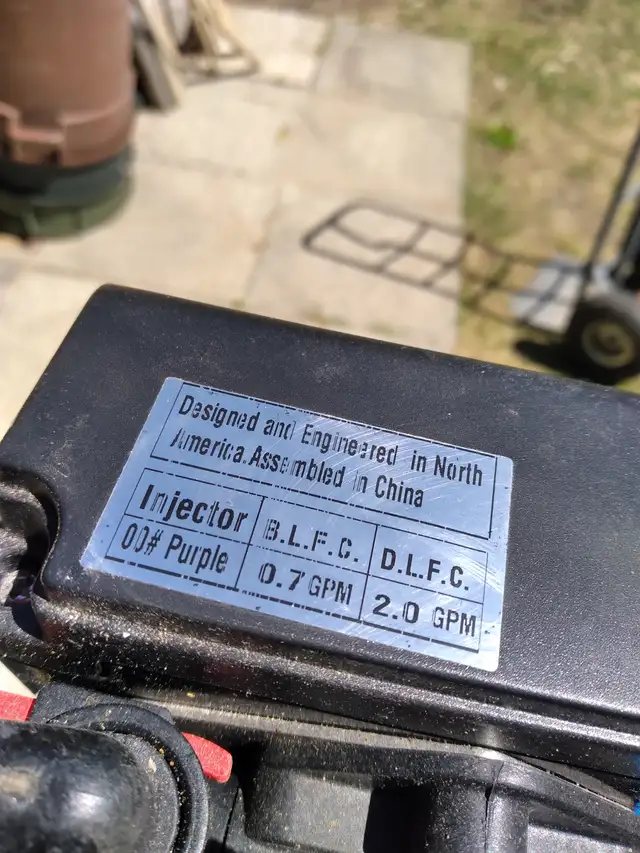 Designed and Engineered in North
America.Assembled in China
Injector B.L.F.C. D.L.F.C.
00# Purple 0.7 GPM 2.0 GPM